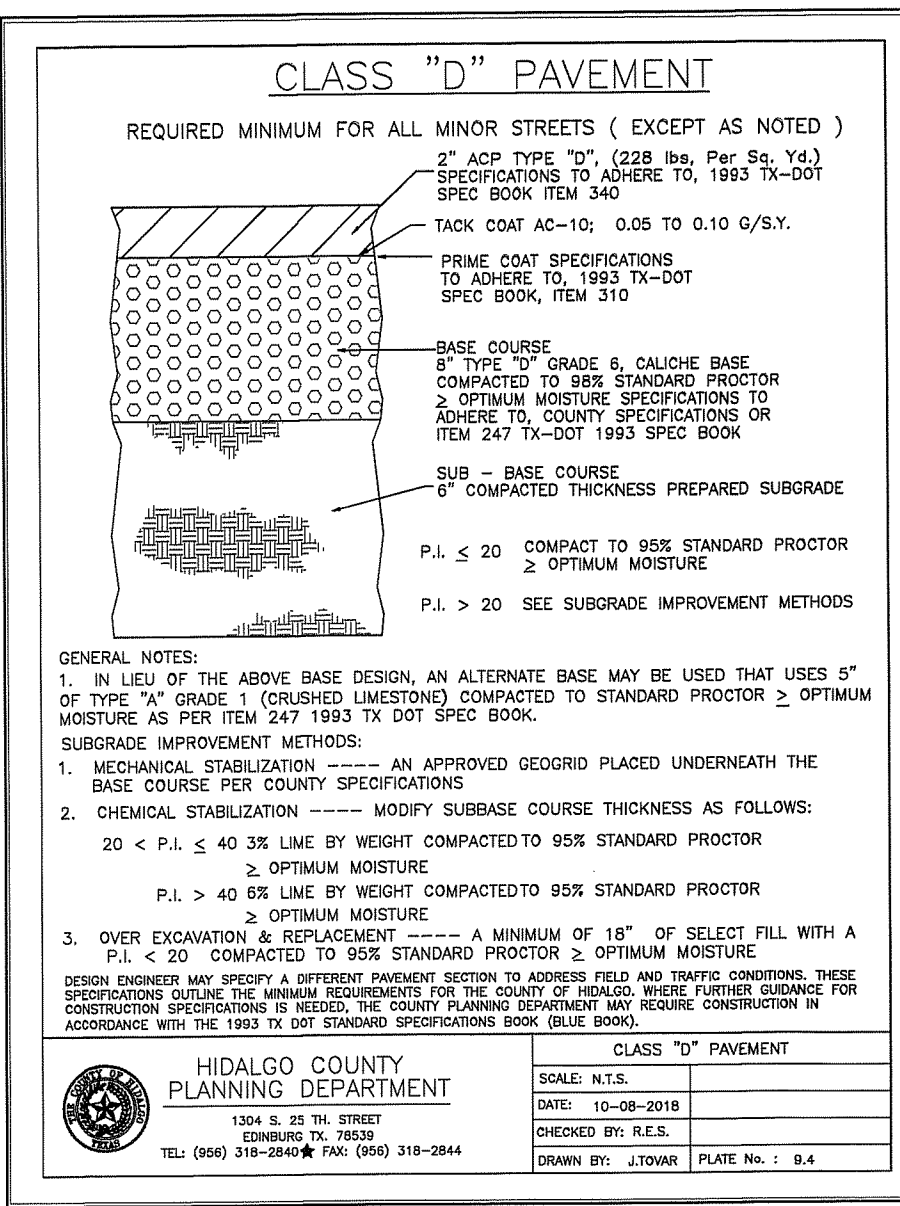 CLASS "D" PAVEMENT
REQUIRED MINIMUM FOR ALL MINOR STREETS ( EXCEPT AS NOTED )
2" ACP TYPE "D", (228 lbs, Per Sq. Yd.)
SPECIFICATIONS TO ADHERE TO, 1993 TX-DOT
SPEC BOOK ITEM 340
TACK COAT AC-10; 0.05 TO 0.10 G/S.Y.
PRIME COAT SPECIFICATIONS
TO ADHERE TO, 1993 TX-DOT
SPEC BOOK, ITEM 310
BASE COURSE
8" TYPE "D" GRADE 6, CALICHE BASE
COMPACTED TO 98% STANDARD PROCTOR
≥ OPTIMUM MOISTURE SPECIFICATIONS TO
ADHERE TO, COUNTY SPECIFICATIONS OR
ITEM 247 TX-DOT 1993 SPEC BOOK
SUB - BASE COURSE
6" COMPACTED THICKNESS PREPARED SUBGRADE
P.I. ≤ 20 COMPACT TO 95% STANDARD PROCTOR
≥ OPTIMUM MOISTURE
P.I. > 20 SEE SUBGRADE IMPROVEMENT METHODS
GENERAL NOTES:
1. IN LIEU OF THE ABOVE BASE DESIGN, AN ALTERNATE BASE MAY BE USED THAT USES 5"
OF TYPE "A" GRADE 1 (CRUSHED LIMESTONE) COMPACTED TO STANDARD PROCTOR ≥ OPTIMUM
MOISTURE AS PER ITEM 247 1993 TX DOT SPEC BOOK.
SUBGRADE IMPROVEMENT METHODS:
1. MECHANICAL STABILIZATION ---- AN APPROVED GEOGRID PLACED UNDERNEATH THE
BASE COURSE PER COUNTY SPECIFICATIONS
2. CHEMICAL STABILIZATION ---- MODIFY SUBBASE COURSE THICKNESS AS FOLLOWS:
20 < P.I. ≤ 40 3% LIME BY WEIGHT COMPACTED TO 95% STANDARD PROCTOR
≥ OPTIMUM MOISTURE
P.I. > 40 6% LIME BY WEIGHT COMPACTED TO 95% STANDARD PROCTOR
≥ OPTIMUM MOISTURE
3. OVER EXCAVATION & REPLACEMENT ---- A MINIMUM OF 18" OF SELECT FILL WITH A
P.I. < 20 COMPACTED TO 95% STANDARD PROCTOR ≥ OPTIMUM MOISTURE
DESIGN ENGINEER MAY SPECIFY A DIFFERENT PAVEMENT SECTION TO ADDRESS FIELD AND TRAFFIC CONDITIONS. THESE
SPECIFICATIONS OUTLINE THE MINIMUM REQUIREMENTS FOR THE COUNTY OF HIDALGO. WHERE FURTHER GUIDANCE FOR
CONSTRUCTION SPECIFICATIONS IS NEEDED, THE COUNTY PLANNING DEPARTMENT MAY REQUIRE CONSTRUCTION IN
ACCORDANCE WITH THE 1993 TX DOT STANDARD SPECIFICATIONS BOOK (BLUE BOOK).
THE COUNTY OF HIDALGO
TEXAS
HIDALGO COUNTY
PLANNING DEPARTMENT
1304 S. 25 TH. STREET
EDINBURG TX. 78539
TEL: (956) 318-2840★ FAX: (956) 318-2844
CLASS "D" PAVEMENT
SCALE: N.T.S.
DATE: 10-08-2018
CHECKED BY: R.E.S.
DRAWN BY: J.TOVAR
PLATE No. : 9.4